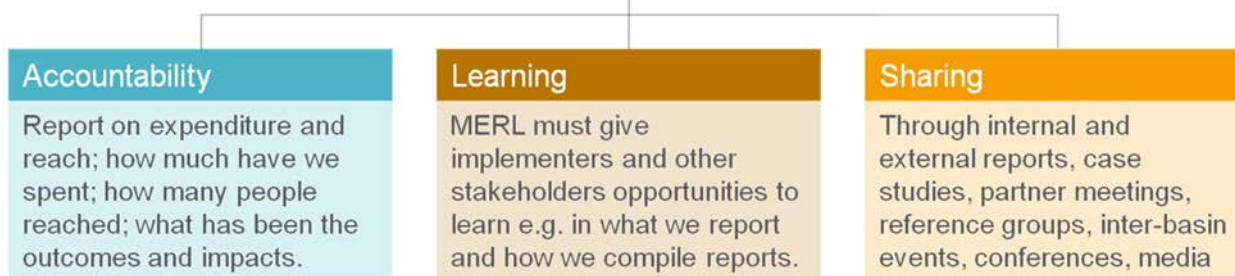 Accountability
Report on expenditure and
reach; how much have we
spent; how many people
reached; what has been the
outcomes and impacts.
Learning
MERL must give
implementers and other
stakeholders opportunities to
learn e.g. in what we report
and how we compile reports.
Sharing
Through internal and
external reports, case
studies, partner meetings,
reference groups, inter-basin
events, conferences, media